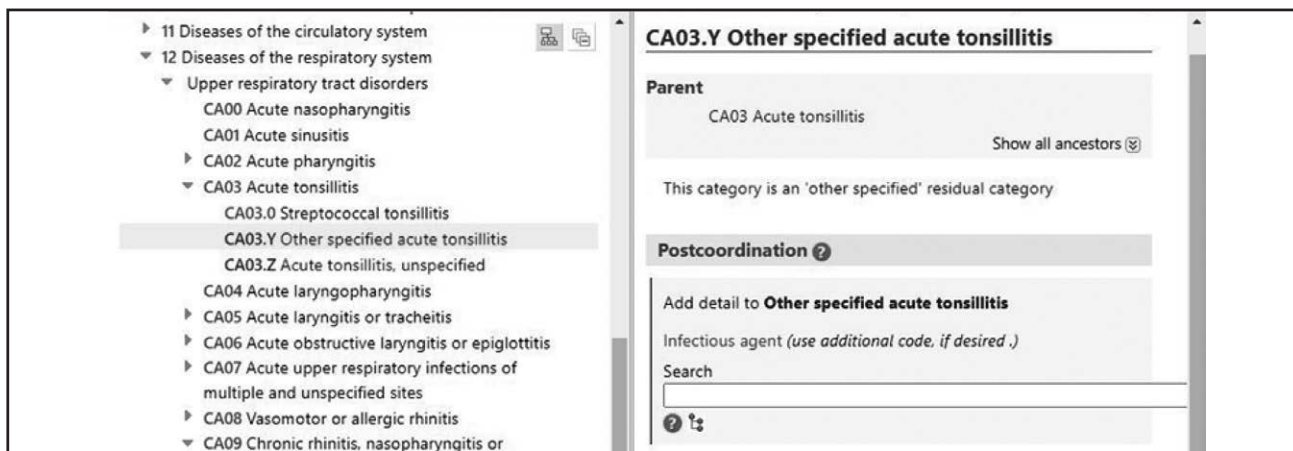 11 Diseases of the circulatory system
12 Diseases of the respiratory system
Upper respiratory tract disorders
CA00 Acute nasopharyngitis
CA01 Acute sinusitis
CA02 Acute pharyngitis
CA03 Acute tonsillitis
CA03.0 Streptococcal tonsillitis
CA03.Y Other specified acute tonsillitis
CA03.Z Acute tonsillitis, unspecified
CA04 Acute laryngopharyngitis
CA05 Acute laryngitis or tracheitis
CA06 Acute obstructive laryngitis or epiglottitis
CA07 Acute upper respiratory infections of
multiple and unspecified sites
CA08 Vasomotor or allergic rhinitis
CA09 Chronic rhinitis, nasopharyngitis or
CA03.Y Other specified acute tonsillitis
Parent
CA03 Acute tonsillitis
Show all ancestors
This category is an 'other specified' residual category
Postcoordination ?
Add detail to Other specified acute tonsillitis
Infectious agent (use additional code, if desired .)
Search
?